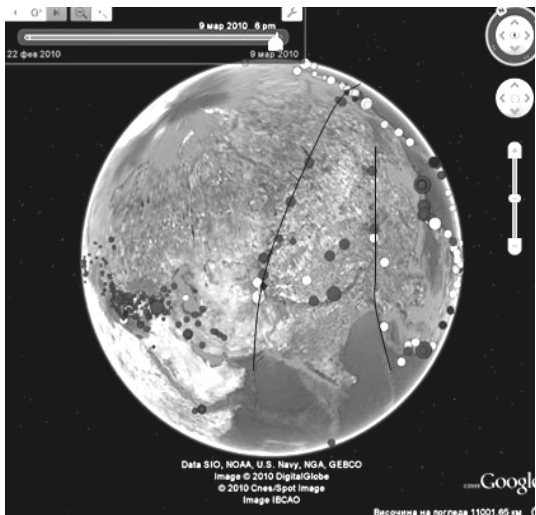 9 мар 2010 6 pm
22 фев 2010 9 мар 2010
Data SIO, NOAA, U.S. Navy, NGA, GEBCO
Image © 2010 DigitalGlobe
© 2010 Cnes/Spot Image
Image IBCAO
©2009 Google
Височина на погледа 11001.65 км